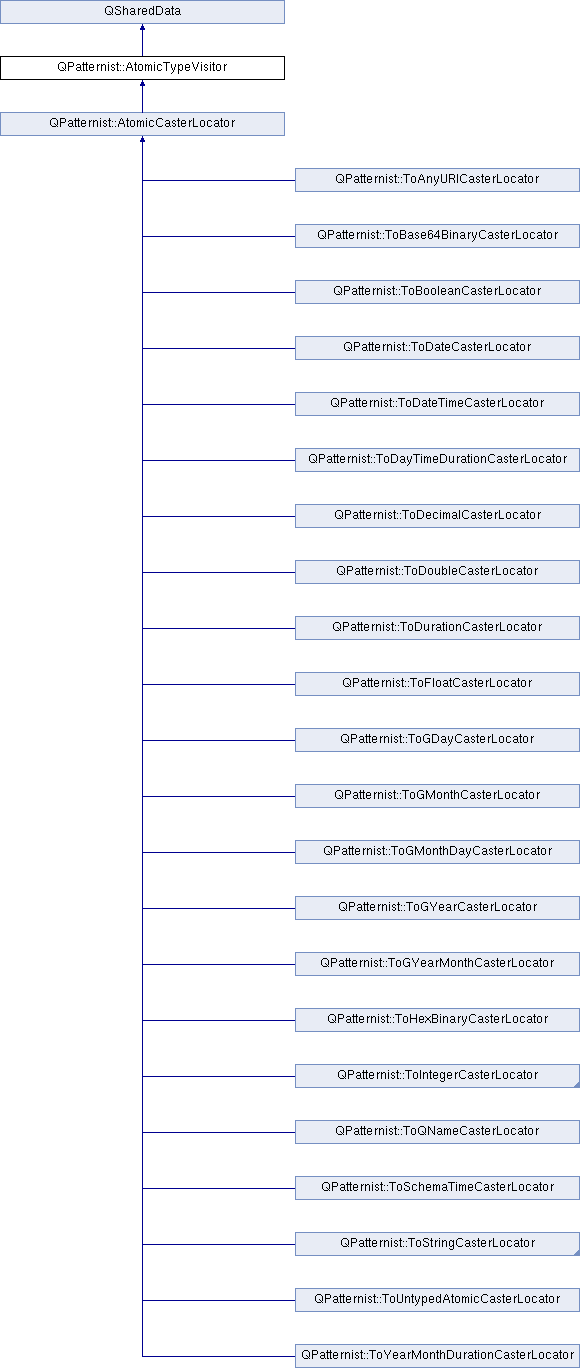 QSharedData
QPatternist::AtomicTypeVisitor
QPatternist::AtomicCasterLocator
QPatternist::ToAnyURICasterLocator
QPatternist::ToBase64BinaryCasterLocator
QPatternist::ToBooleanCasterLocator
QPatternist::ToDateCasterLocator
QPatternist::ToDateTimeCasterLocator
QPatternist::ToDayTimeDurationCasterLocator
QPatternist::ToDecimalCasterLocator
QPatternist::ToDoubleCasterLocator
QPatternist::ToDurationCasterLocator
QPatternist::ToFloatCasterLocator
QPatternist::ToGDayCasterLocator
QPatternist::ToGMonthCasterLocator
QPatternist::ToGMonthDayCasterLocator
QPatternist::ToGYearCasterLocator
QPatternist::ToGYearMonthCasterLocator
QPatternist::ToHexBinaryCasterLocator
QPatternist::ToIntegerCasterLocator
QPatternist::ToQNameCasterLocator
QPatternist::ToSchemaTimeCasterLocator
QPatternist::ToStringCasterLocator
QPatternist::ToUntypedAtomicCasterLocator
QPatternist::ToYearMonthDurationCasterLocator